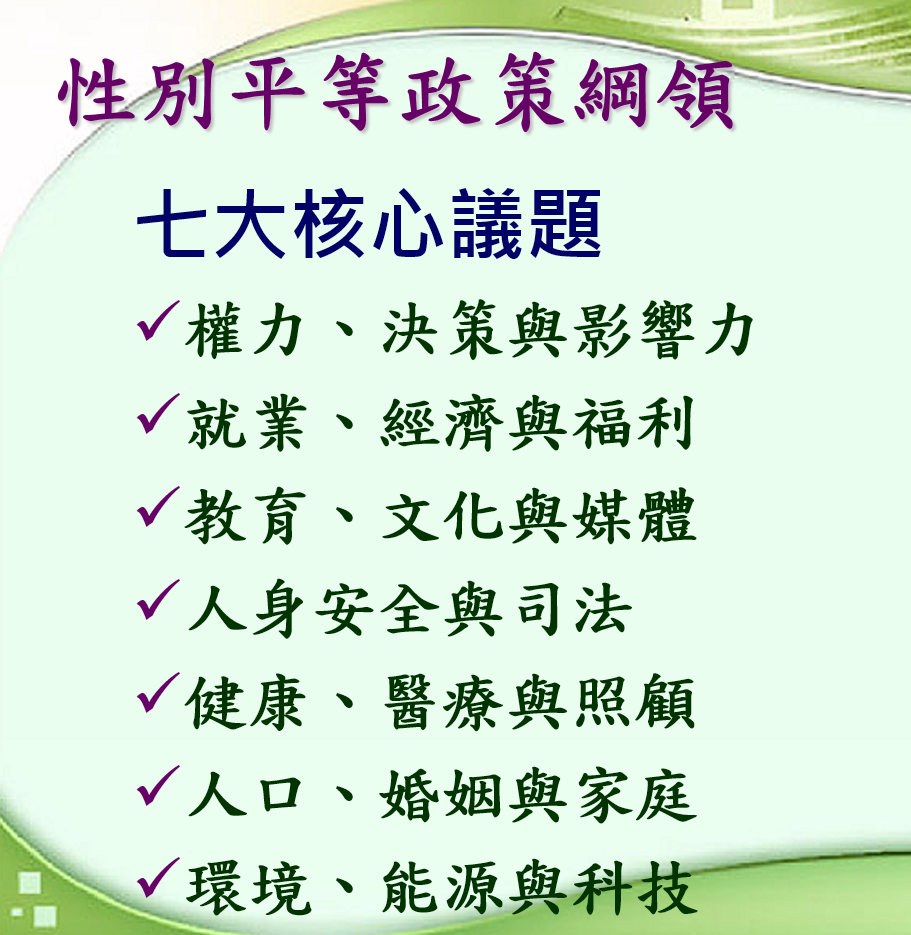 性別平等政策綱領
七大核心議題
✓權力、決策與影響力
✓就業、經濟與福利
✓教育、文化與媒體
✓人身安全與司法
✓健康、醫療與照顧
✓人口、婚姻與家庭
✓環境、能源與科技